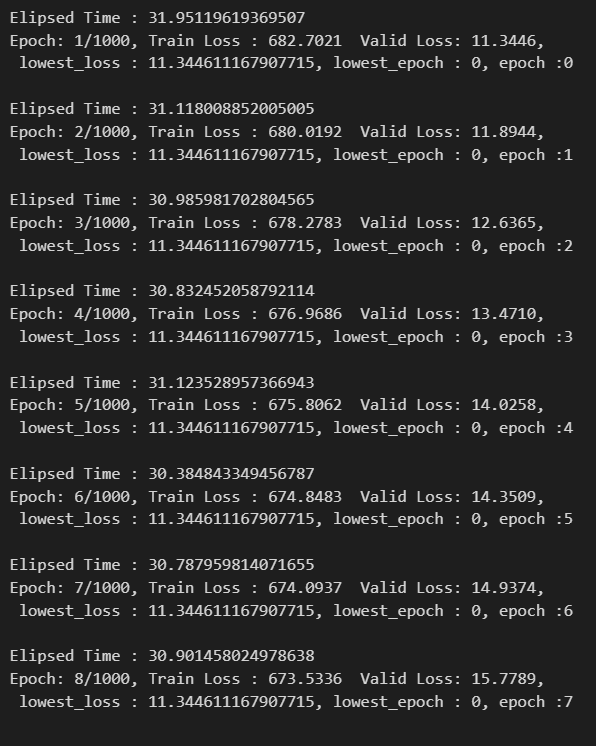 Elapsed Time : 31.95119619369507
Epoch: 1/1000, Train Loss : 682.7021  Valid Loss: 11.3446,
 lowest_loss : 11.344611167907715, lowest_epoch : 0, epoch :0
Elapsed Time : 31.118008852005005
Epoch: 2/1000, Train Loss : 680.0192  Valid Loss: 11.8944,
 lowest_loss : 11.344611167907715, lowest_epoch : 0, epoch :1
Elapsed Time : 30.985981702804565
Epoch: 3/1000, Train Loss : 678.2783  Valid Loss: 12.6365,
 lowest_loss : 11.344611167907715, lowest_epoch : 0, epoch :2
Elapsed Time : 30.832452058792114
Epoch: 4/1000, Train Loss : 676.9686  Valid Loss: 13.4710,
 lowest_loss : 11.344611167907715, lowest_epoch : 0, epoch :3
Elapsed Time : 31.123528957366943
Epoch: 5/1000, Train Loss : 675.8062  Valid Loss: 14.0258,
 lowest_loss : 11.344611167907715, lowest_epoch : 0, epoch :4
Elapsed Time : 30.384843349456787
Epoch: 6/1000, Train Loss : 674.8483  Valid Loss: 14.3509,
 lowest_loss : 11.344611167907715, lowest_epoch : 0, epoch :5
Elapsed Time : 30.787959814071655
Epoch: 7/1000, Train Loss : 674.0937  Valid Loss: 14.9374,
 lowest_loss : 11.344611167907715, lowest_epoch : 0, epoch :6
Elapsed Time : 30.901458024978638
Epoch: 8/1000, Train Loss : 673.5336  Valid Loss: 15.7789,
 lowest_loss : 11.344611167907715, lowest_epoch : 0, epoch :7